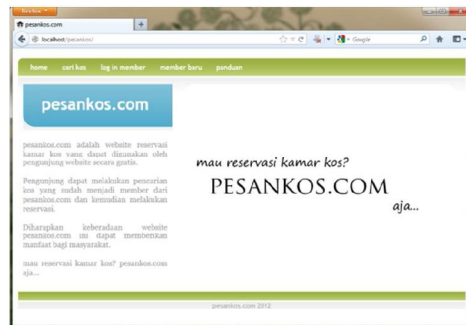 pesankos.com
localhost/pesankos/
Google
home cari kos log in member member baru panduan
pesankos.com
pesankos.com adalah website reservasi
kamar kos yang dapat digunakan oleh
pengunjung website secara gratis.
Pengunjung dapat melakukan pencarian
kos yang sudah menjadi member dari
pesankos.com dan kemudian melakukan
reservasi.
Diharapkan keberadaan website
pesankos.com ini dapat memberikan
manfaat bagi masyarakat.
mau reservasi kamar kos? pesankos.com
aja...
mau reservasi kamar kos?
PESANKOS.COM
aja...
pesankos.com 2012